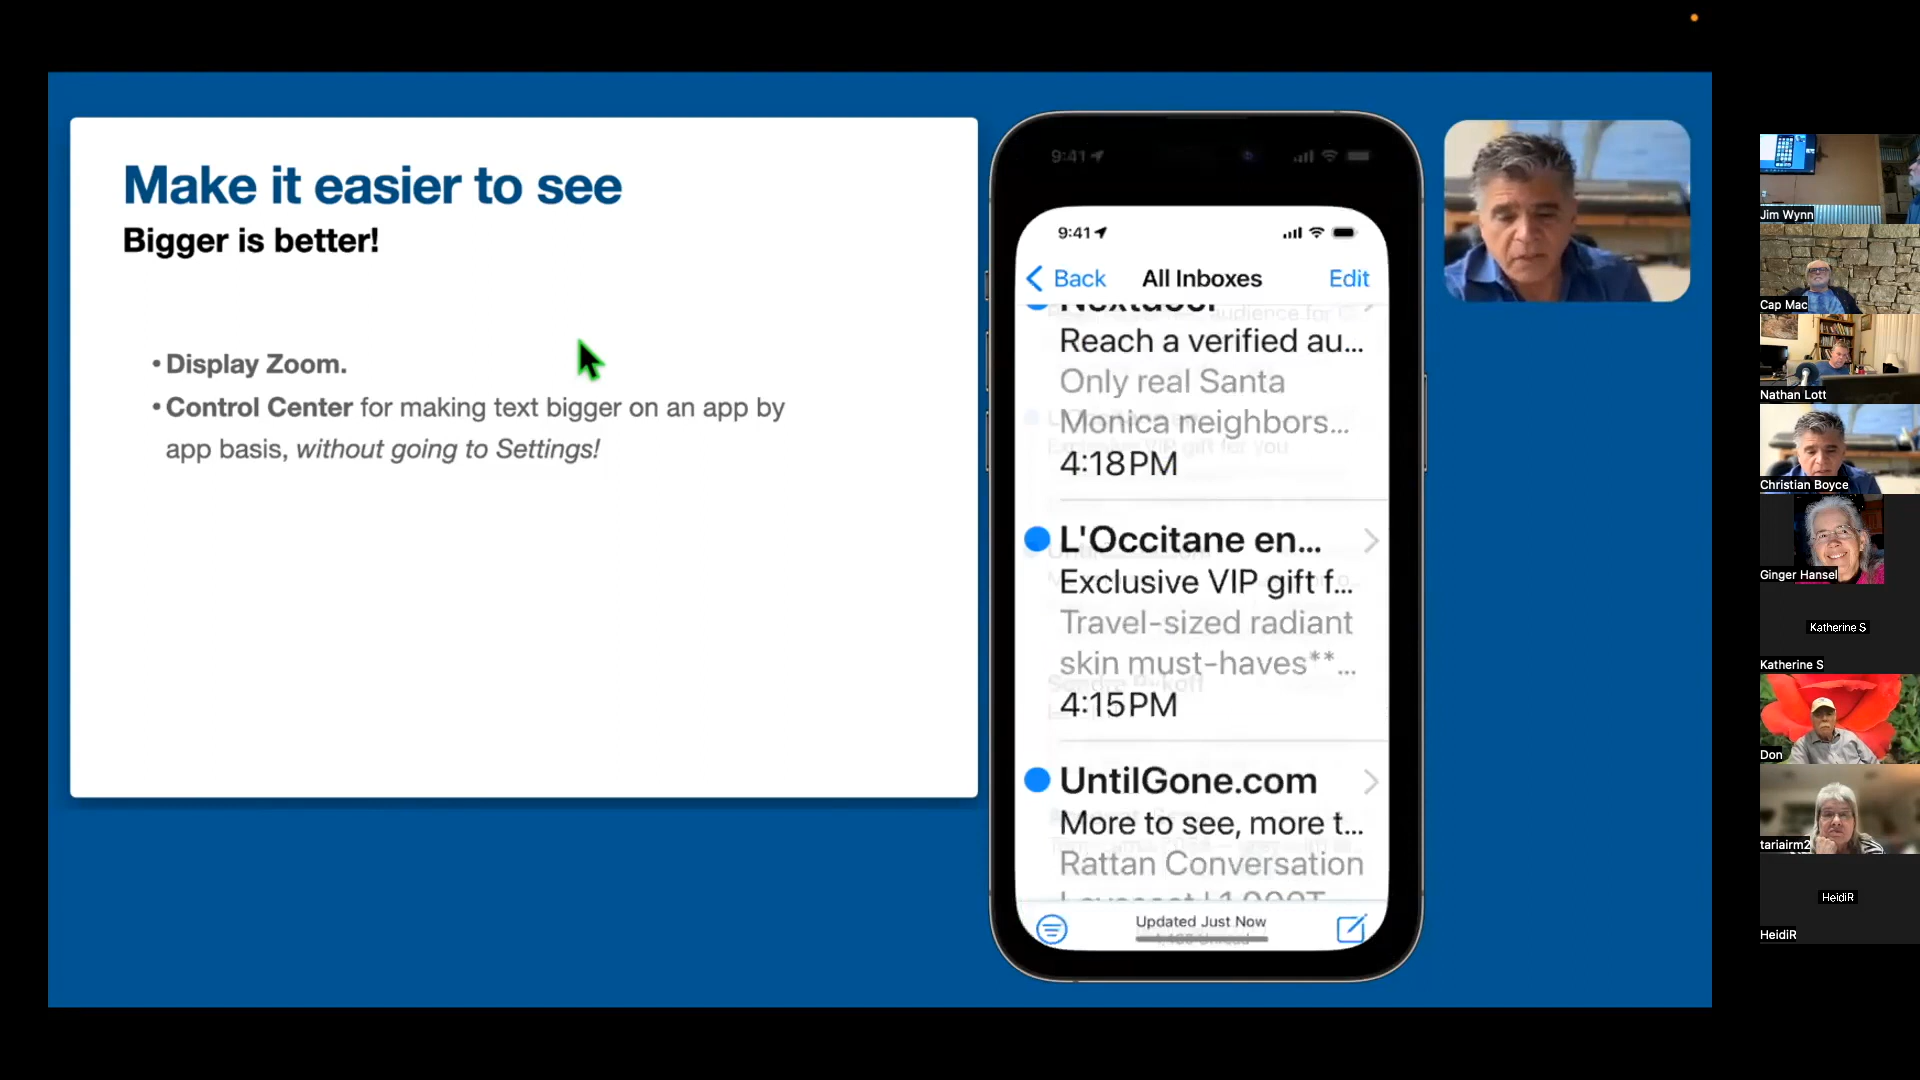 Make it easier to see
Bigger is better!
• Display Zoom.
• Control Center for making text bigger on an app by
app basis, without going to Settings!
9:41
9:41
Back
All Inboxes
Edit
Nextdoor
Reach a verified au...
Only real Santa
Monica neighbors...
4:18PM
L'Occitane en...
Exclusive VIP gift f...
Travel-sized radiant
skin must-haves**...
4:15PM
UntilGone.com
More to see, more t...
Rattan Conversation
Updated Just Now
Jim Wynn
Cap Mac
Nathan Lott
Christian Boyce
Ginger Hansel
Katherine S
Katherine S
Don
tariairm2
HeidiR
HeidiR